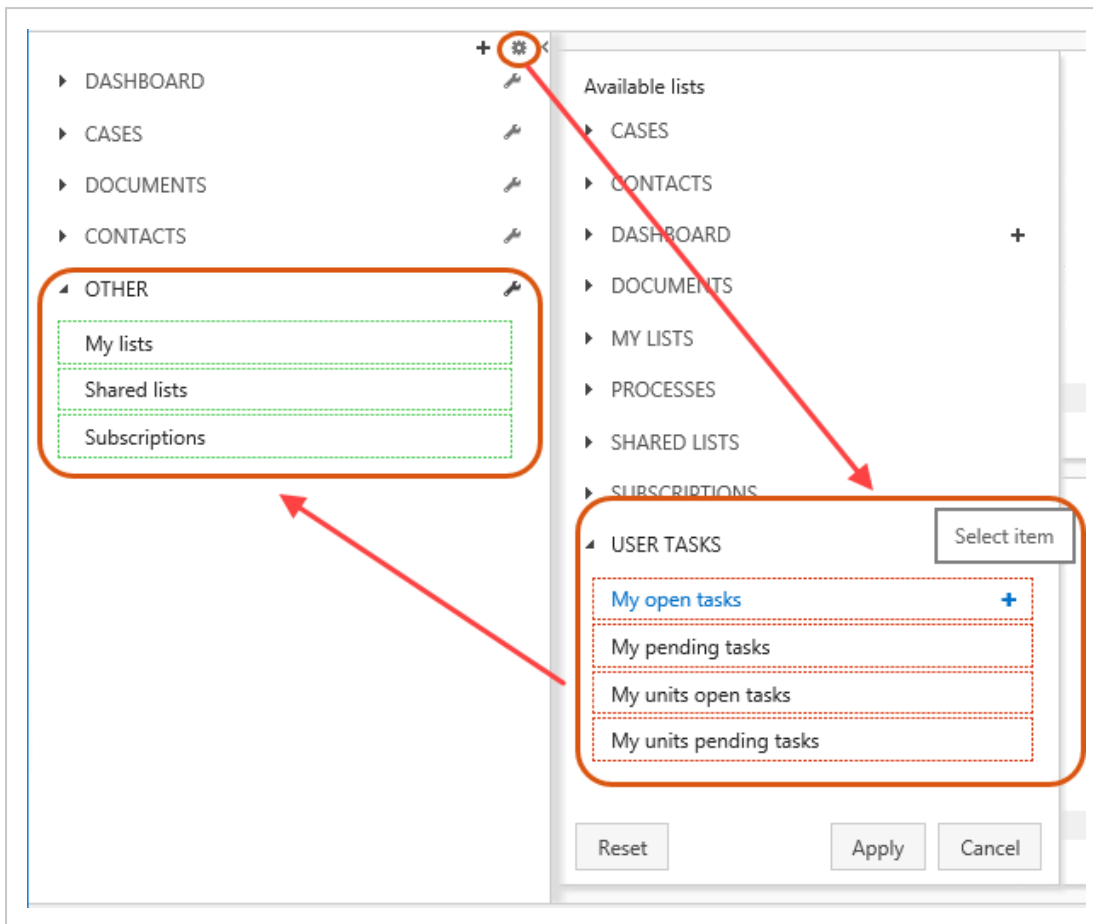 DASHBOARD
CASES
DOCUMENTS
CONTACTS
OTHER
My lists
Shared lists
Subscriptions
Available lists
CASES
CONTACTS
DASHBOARD
DOCUMENTS
MY LISTS
PROCESSES
SHARED LISTS
SUBSCRIPTIONS
USER TASKS
Select item
My open tasks
My pending tasks
My units open tasks
My units pending tasks
Reset
Apply
Cancel